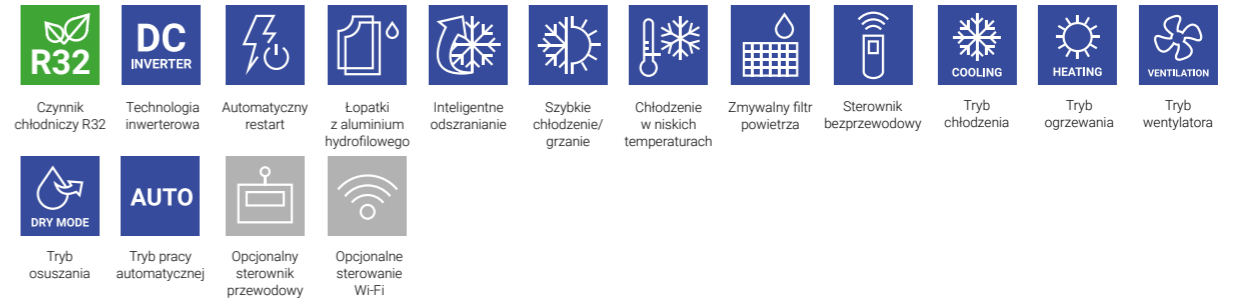 R32
DC
INVERTER
COOLING
HEATING
VENTILATION
Czynnik
chłodniczy R32
Technologia
inwerterowa
Automatyczny
restart
Łopatki
z aluminium
hydrofilowego
Inteligentne
odszranianie
Szybkie
chłodzenie/
grzanie
Chłodzenie
w niskich
temperaturach
Zmywalny filtr
powietrza
Sterownik
bezprzewodowy
Tryb
chłodzenia
Tryb
ogrzewania
Tryb
wentylatora
DRY MODE
AUTO
Tryb
osuszania
Tryb pracy
automatycznej
Opcjonalny
sterownik
przewodowy
Opcjonalne
sterowanie
Wi-Fi